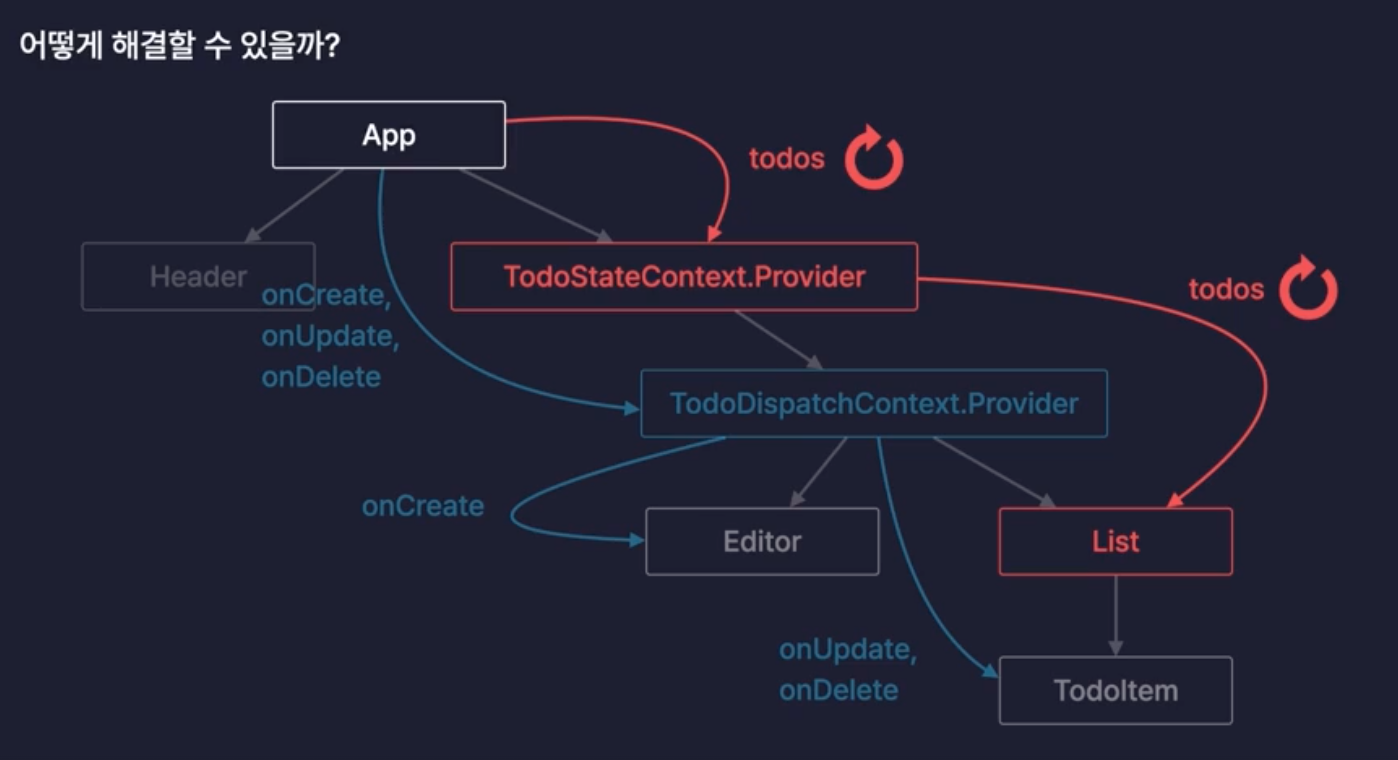 어떻게 해결할 수 있을까?
App
todos
Header
TodoStateContext.Provider
todos
onCreate,
onUpdate,
onDelete
TodoDispatchContext.Provider
onCreate
Editor
List
onUpdate,
onDelete
TodoItem